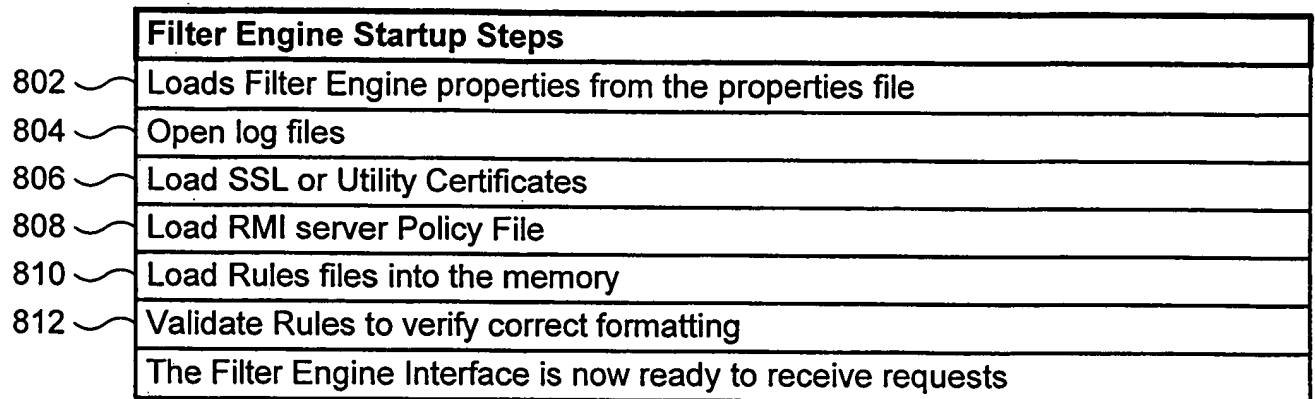 Filter Engine Startup Steps
802 Loads Filter Engine properties from the properties file
804 Open log files
806 Load SSL or Utility Certificates
808 Load RMI server Policy File
810 Load Rules files into the memory
812 Validate Rules to verify correct formatting
The Filter Engine Interface is now ready to receive requests